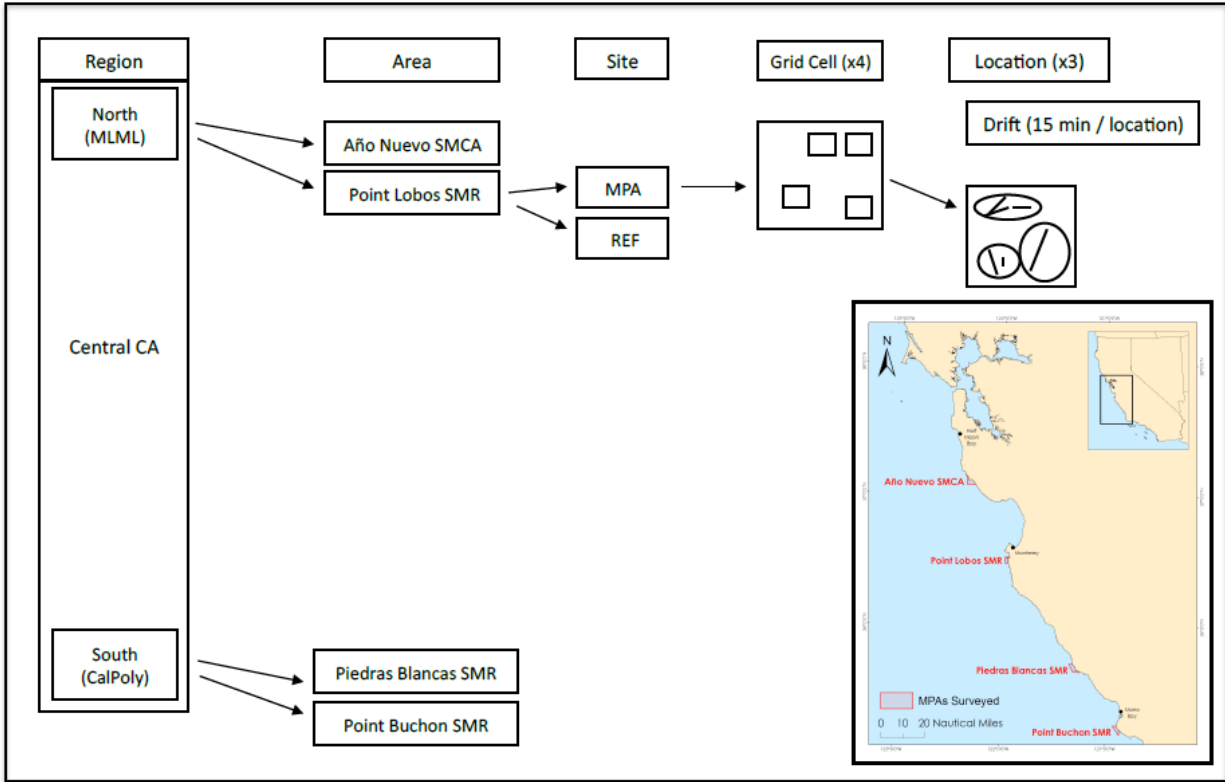 Region
Area
Site
Grid Cell (x4)
Location (x3)
North
(MLML)
Drift (15 min / location)
Año Nuevo SMCA
Point Lobos SMR
MPA
REF
Central CA
South
(CalPoly)
Piedras Blancas SMR
Point Buchon SMR
N
Half
Moon
Bay
Año Nuevo SMCA
Monterey
Point Lobos SMR
Piedras Blancas SMR
MPAs Surveyed
0 10 20 Nautical Miles
Morro
Bay
Point Buchon SMR